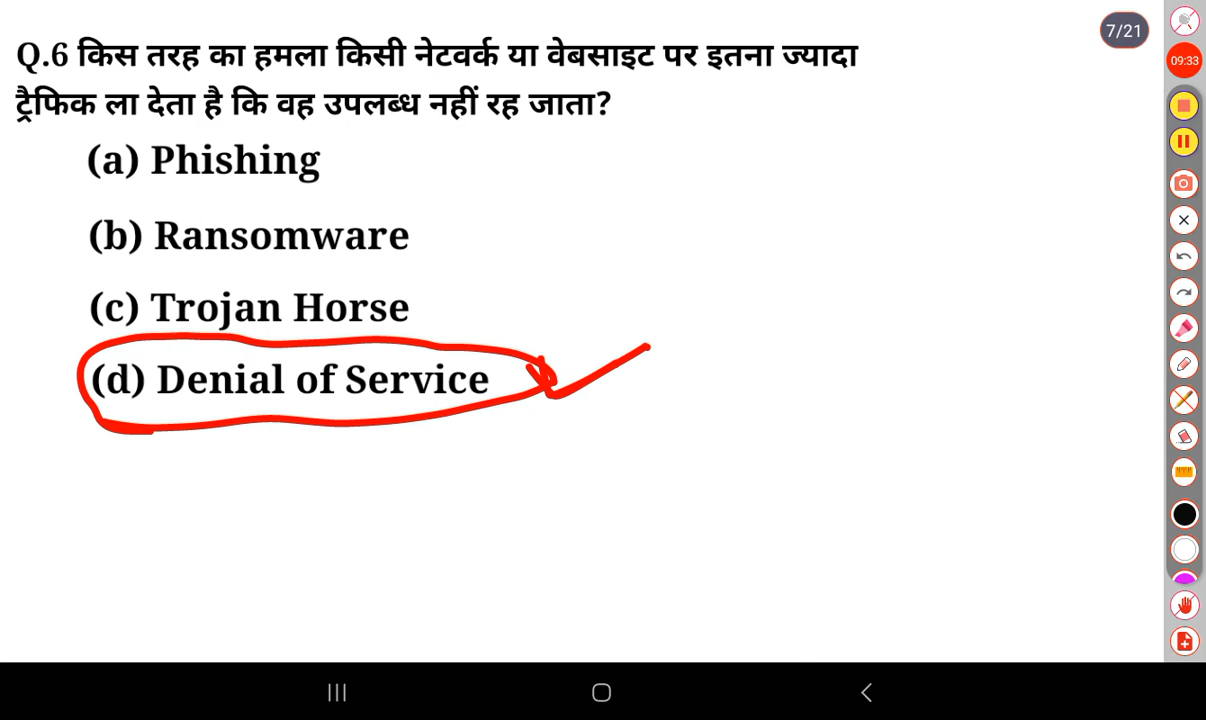 7/21
09:33
Q.6 किस तरह का हमला किसी नेटवर्क या वेबसाइट पर इतना ज्यादा
ट्रैफिक ला देता है कि वह उपलब्ध नहीं रह जाता?
(a) Phishing
(b) Ransomware
(c) Trojan Horse
(d) Denial of Service